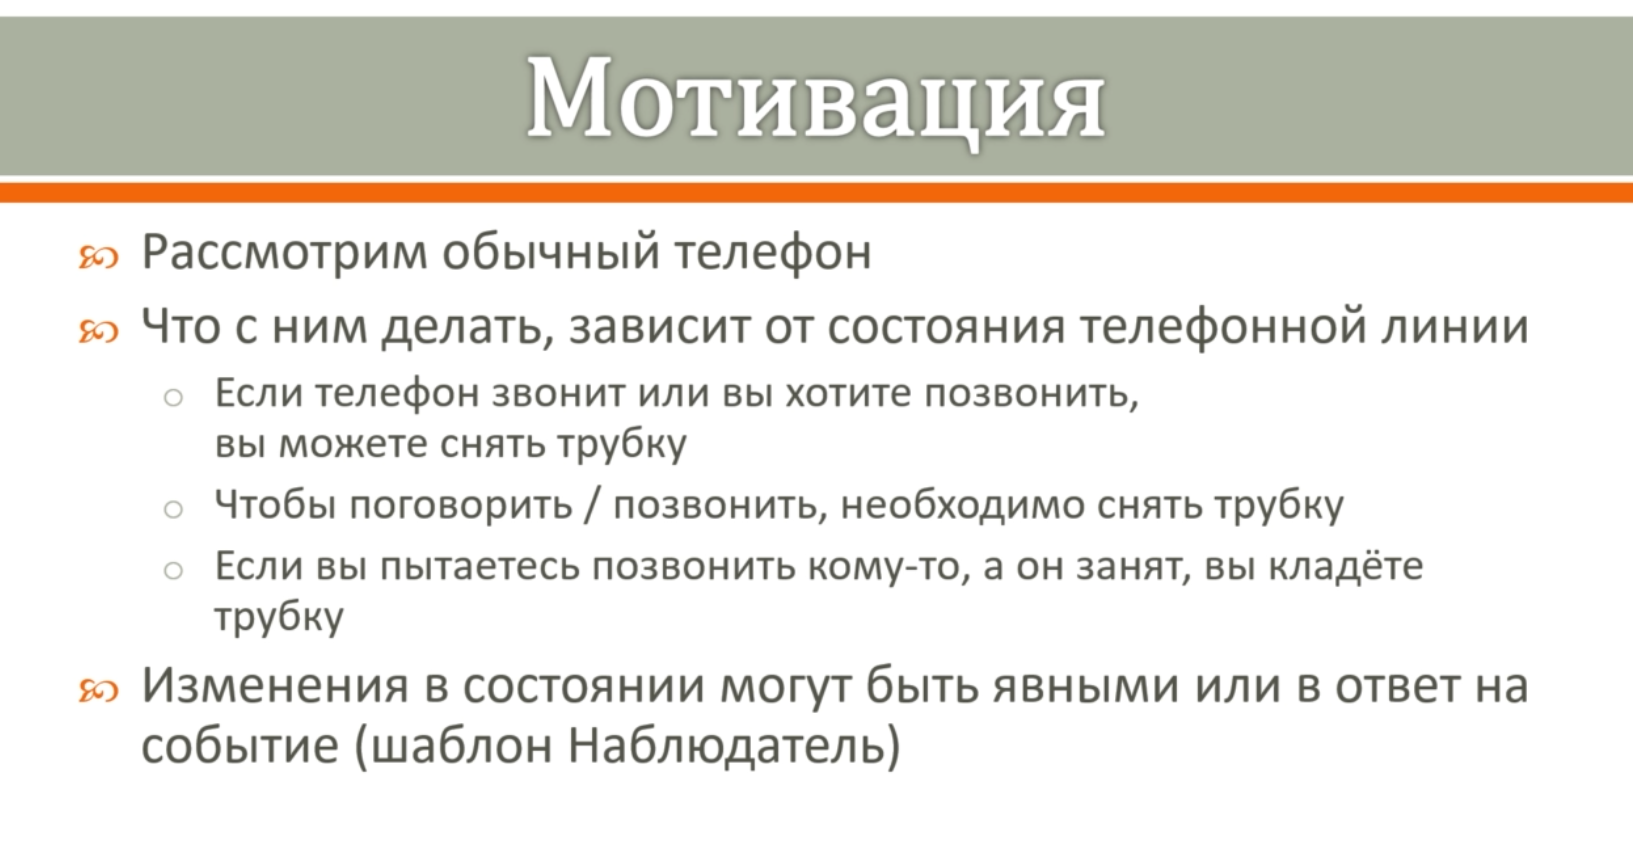 Мотивация
Рассмотрим обычный телефон
Что с ним делать, зависит от состояния телефонной линии
Если телефон звонит или вы хотите позвонить,
вы можете снять трубку
Чтобы поговорить / позвонить, необходимо снять трубку
Если вы пытаетесь позвонить кому-то, а он занят, вы кладёте
трубку
Изменения в состоянии могут быть явными или в ответ на
событие (шаблон Наблюдатель)